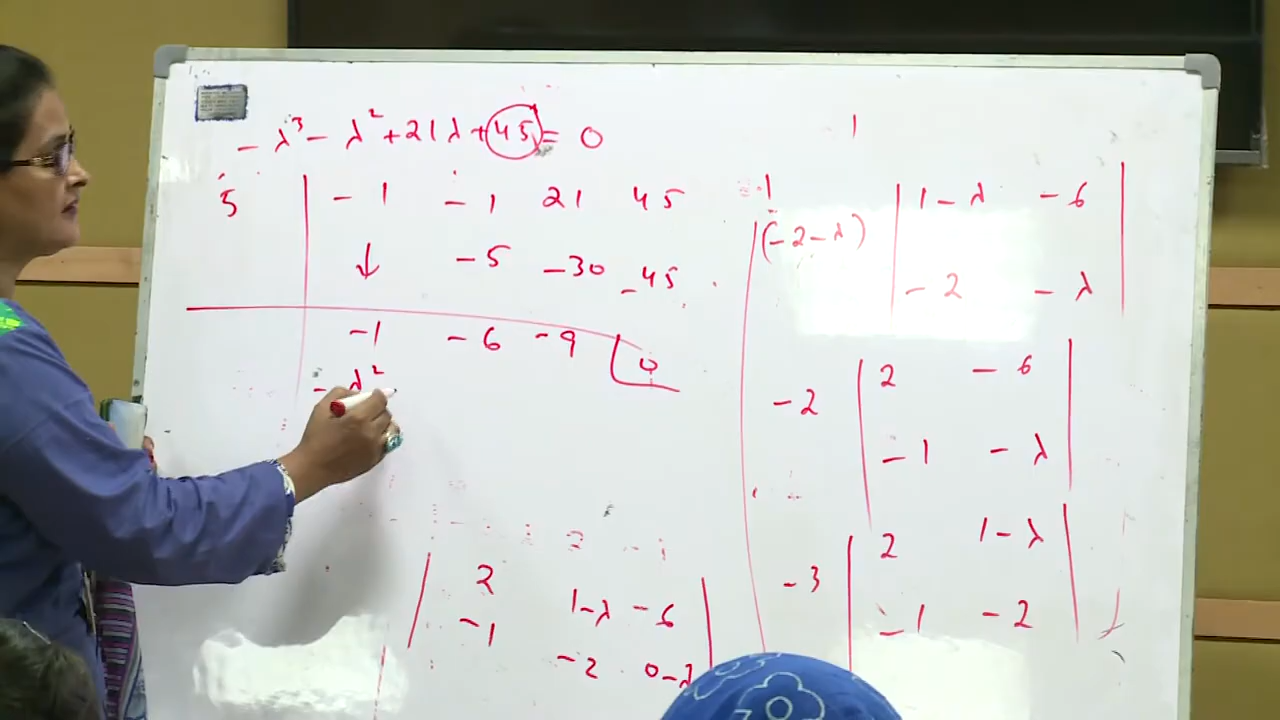 - λ³ - λ² + 21λ + 45 = 0
5 | - 1 - 1 21 45
↓ - 5 - 30 - 45
- 1 - 6 - 9 | 0
- λ²
| 2 1-λ - 6 |
| - 1 - 2 0-λ |
(-2-λ) | 1-λ - 6 |
| - 2 - λ |
- 2 | 2 - 6 |
| - 1 - λ |
- 3 | 2 1-λ |
| - 1 - 2 |